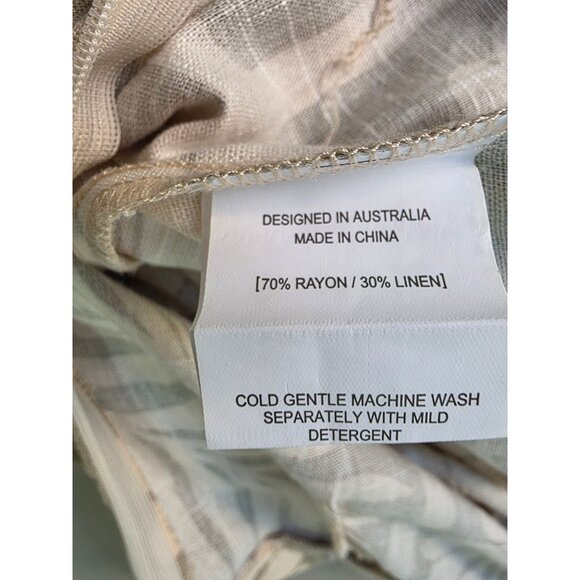 DESIGNED IN AUSTRALIA
MADE IN CHINA
[70% RAYON / 30% LINEN]
COLD GENTLE MACHINE WASH
SEPARATELY WITH MILD
DETERGENT